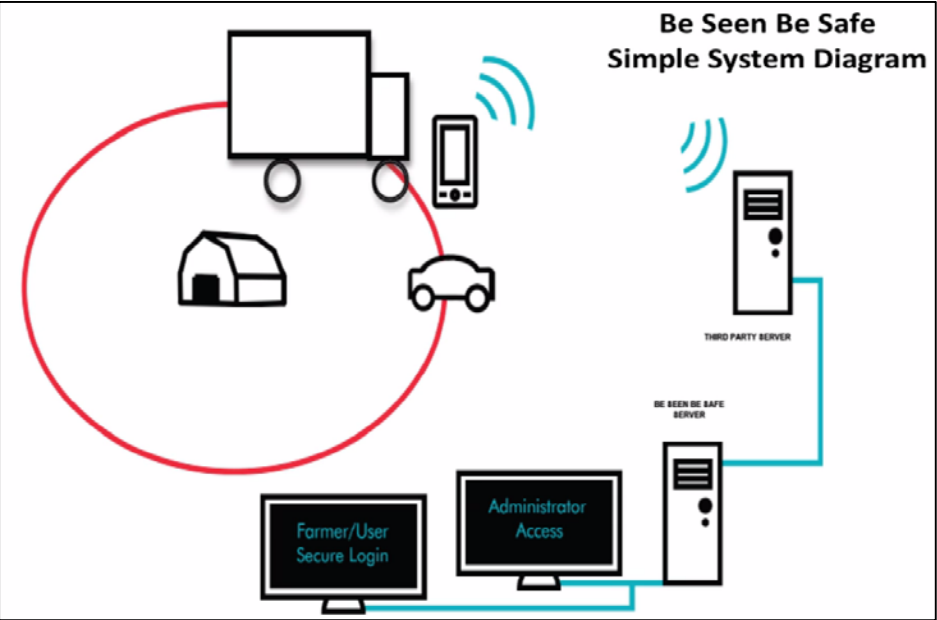 Be Seen Be Safe
Simple System Diagram
THIRD PARTY SERVER
BE SEEN BE SAFE
SERVER
Administrator
Access
Farmer/User
Secure Login